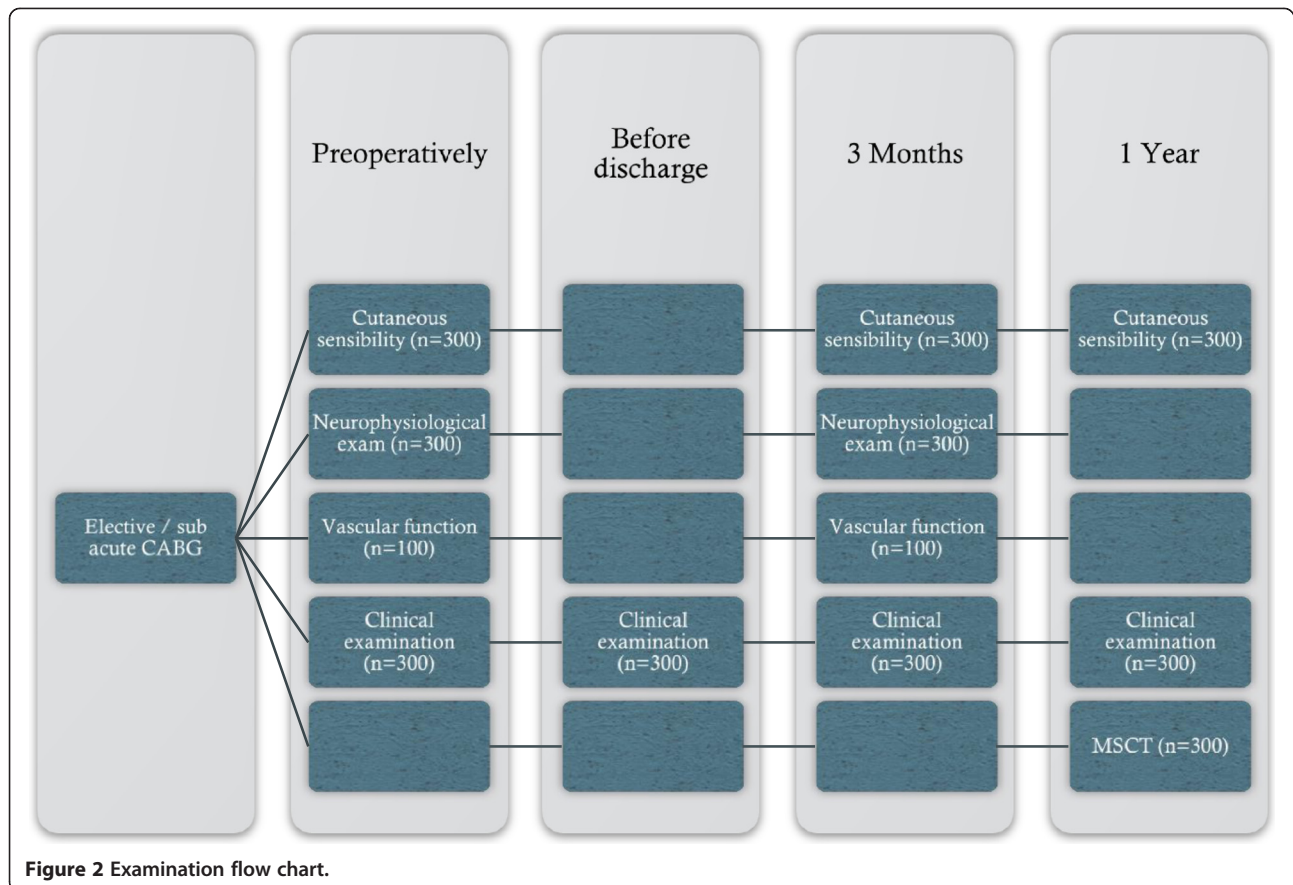 Preoperatively
Before
discharge
3 Months
1 Year
Cutaneous
sensibility (n=300)
Cutaneous
sensibility (n=300)
Cutaneous
sensibility (n=300)
Neurophysiological
exam (n=300)
Neurophysiological
exam (n=300)
Elective / sub
acute CABG
Vascular function
(n=100)
Vascular function
(n=100)
Clinical
examination
(n=300)
Clinical
examination
(n=300)
Clinical
examination
(n=300)
Clinical
examination
(n=300)
MSCT (n=300)
Figure 2 Examination flow chart.